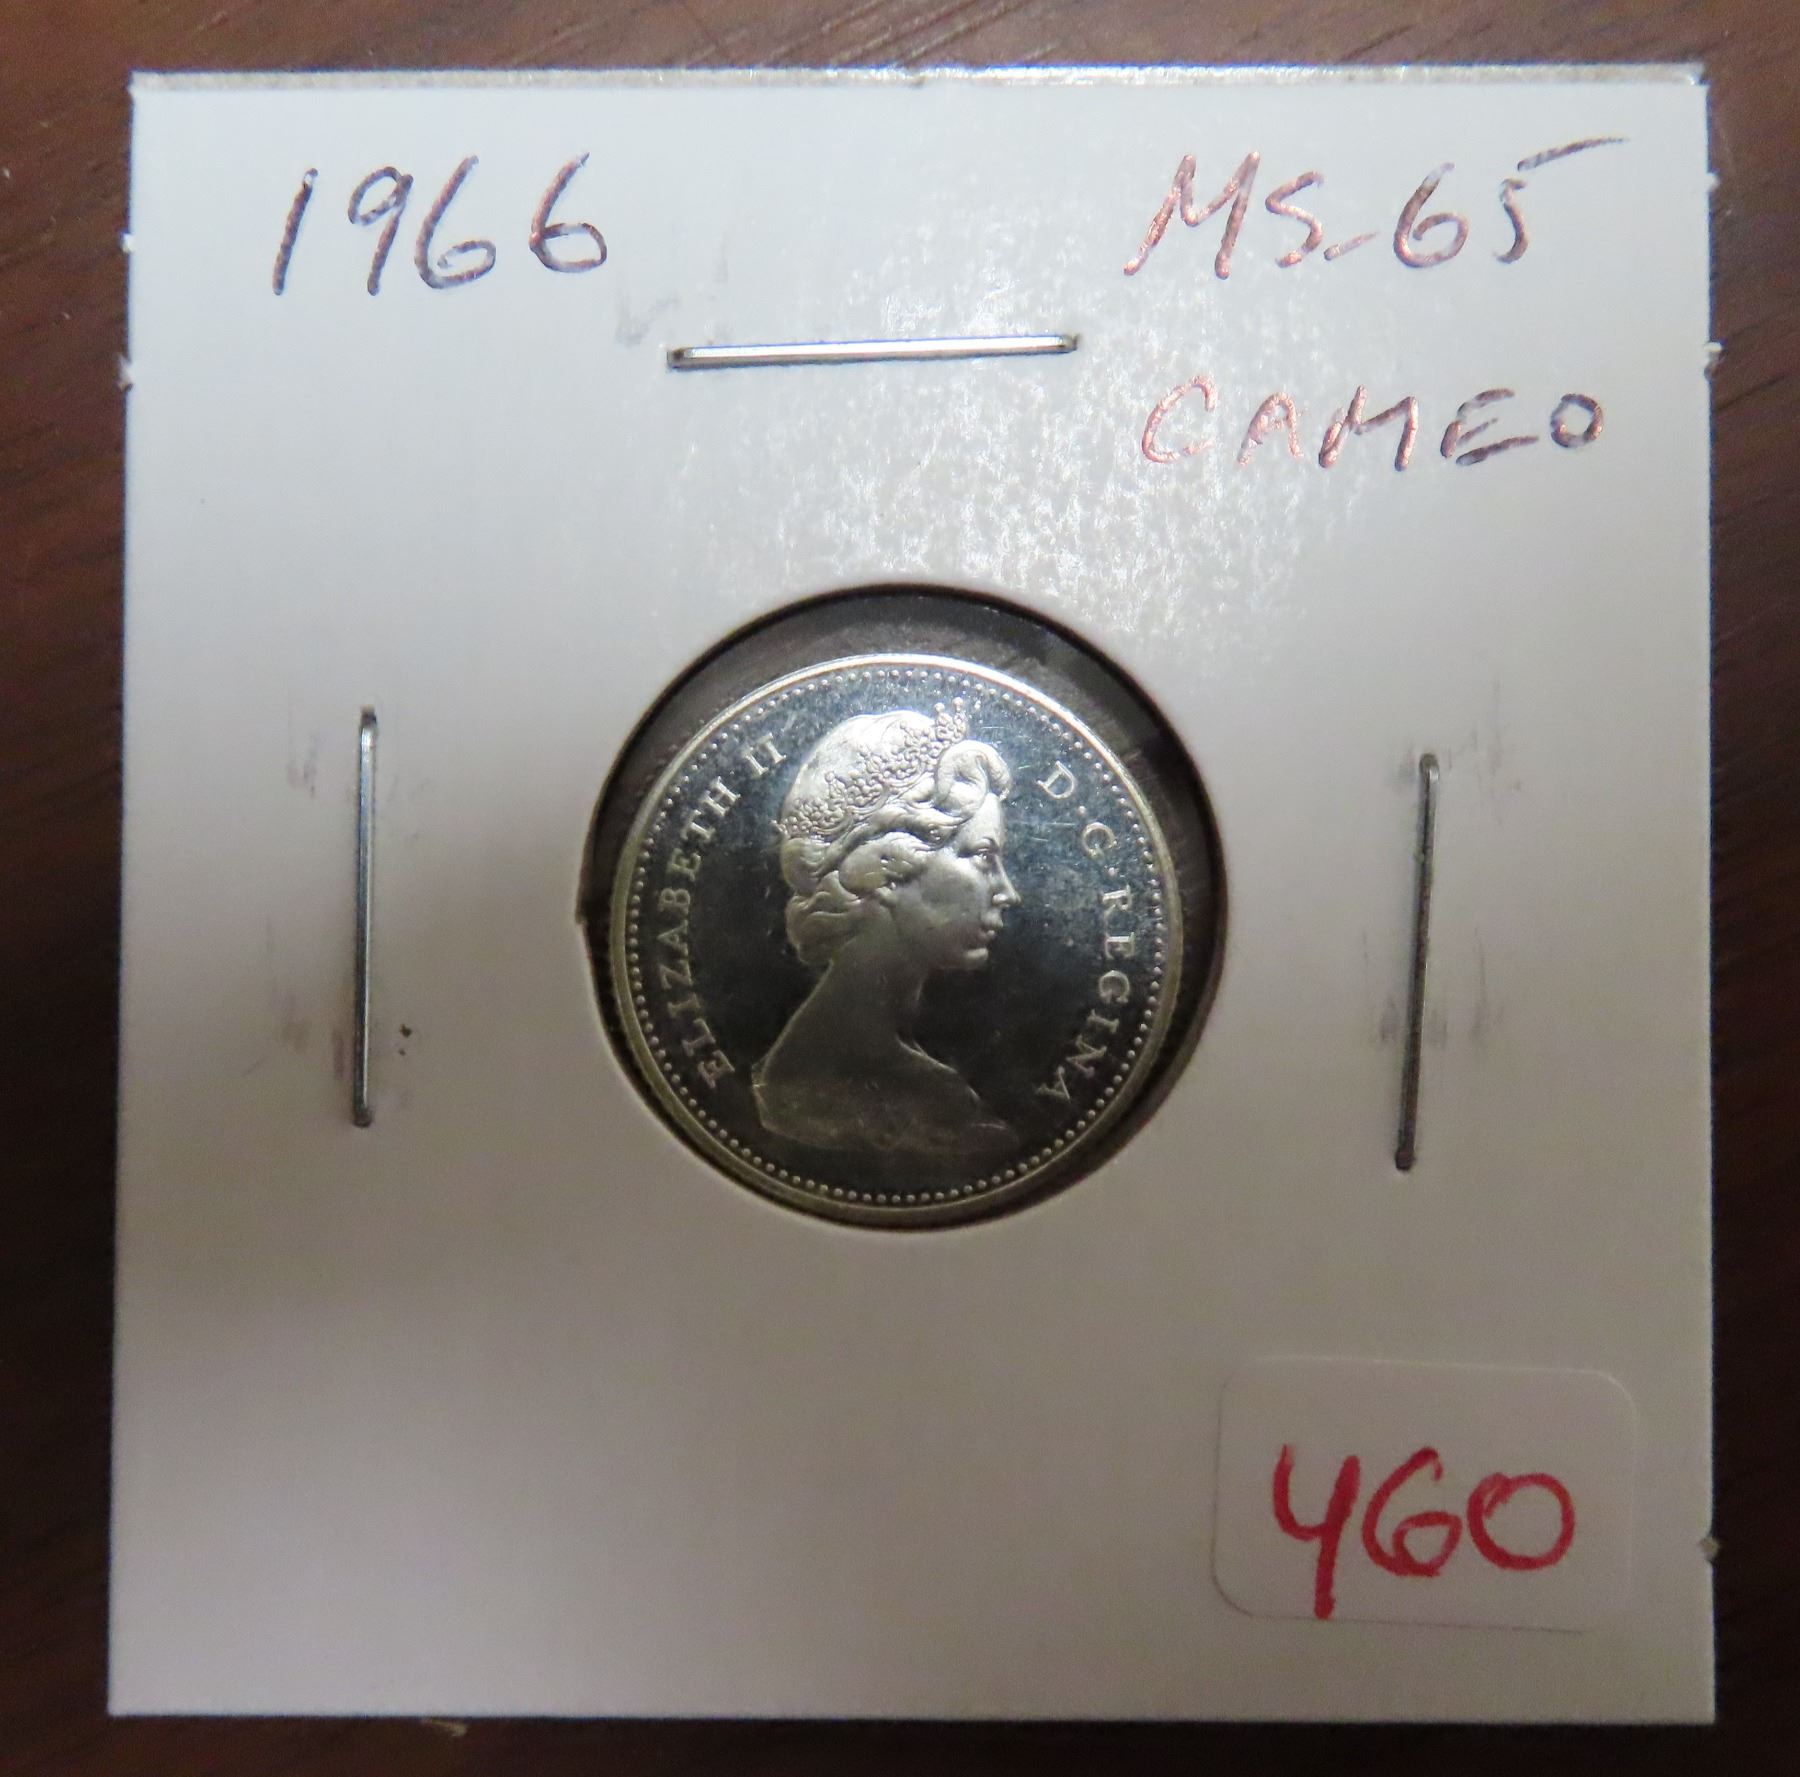 1966 MS-65
CAMEO
ELIZABETH II D·G·REGINA
460